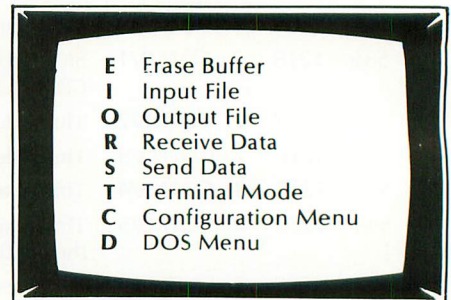 E Erase Buffer
I Input File
O Output File
R Receive Data
S Send Data
T Terminal Mode
C Configuration Menu
D DOS Menu